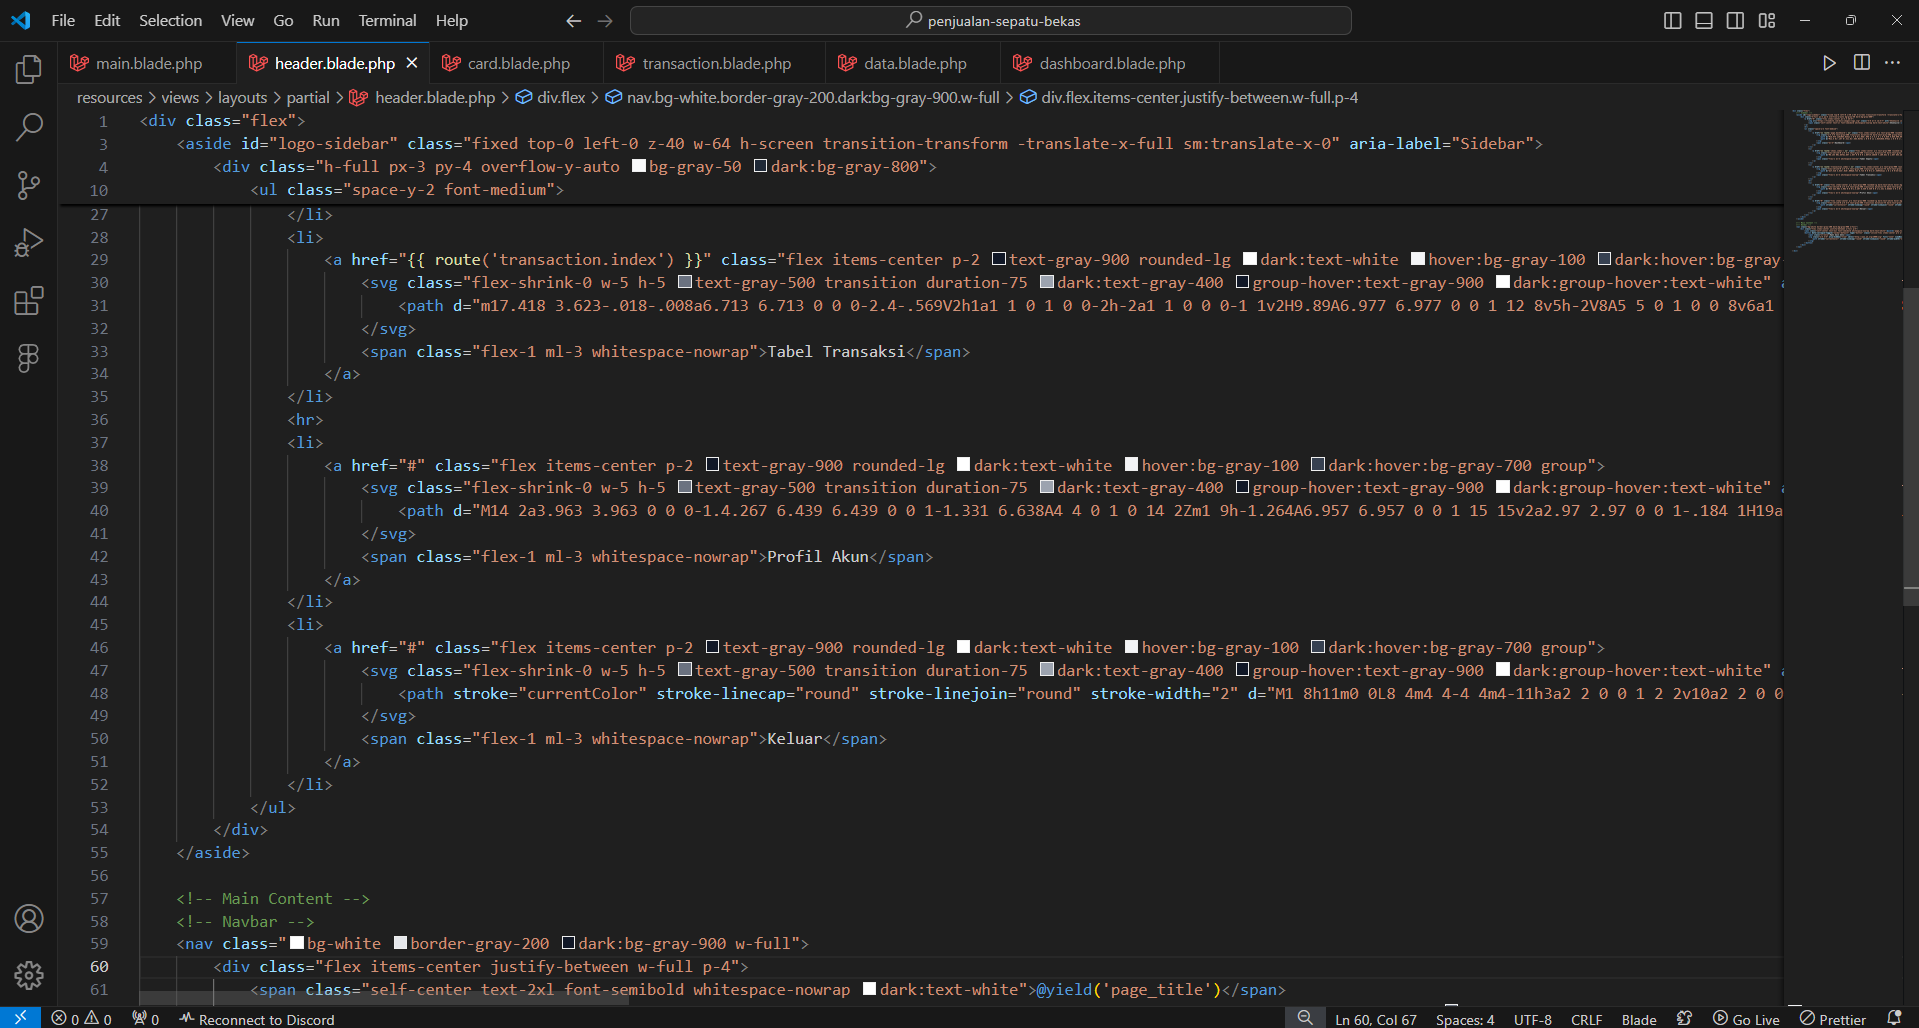 File Edit Selection View Go Run Terminal Help
penjualan-sepatu-bekas
main.blade.php header.blade.php card.blade.php transaction.blade.php data.blade.php dashboard.blade.php
resources > views > layouts > partial > header.blade.php > div.flex > nav.bg-white.border-gray-200.dark:bg-gray-900.w-full > div.flex.items-center.justify-between.w-full.p-4
1 <div class="flex">
3 <aside id="logo-sidebar" class="fixed top-0 left-0 z-40 w-64 h-screen transition-transform -translate-x-full sm:translate-x-0" aria-label="Sidebar">
4 <div class="h-full px-3 py-4 overflow-y-auto bg-gray-50 dark:bg-gray-800">
10 <ul class="space-y-2 font-medium">
27 </li>
28 <li>
29 <a href="{{ route('transaction.index') }}" class="flex items-center p-2 text-gray-900 rounded-lg dark:text-white hover:bg-gray-100 dark:hover:bg-gray-
30 <svg class="flex-shrink-0 w-5 h-5 text-gray-500 transition duration-75 dark:text-gray-400 group-hover:text-gray-900 dark:group-hover:text-white"
31 <path d="m17.418 3.623-.018-.008a6.713 6.713 0 0 0-2.4-.569V2h1a1 1 0 1 0 0-2h-2a1 1 0 0 0-1 1v2H9.89A6.977 6.977 0 0 1 12 8v5h-2V8A5 5 0 1 0 0 8v6a1
32 </svg>
33 <span class="flex-1 ml-3 whitespace-nowrap">Tabel Transaksi</span>
34 </a>
35 </li>
36 <hr>
37 <li>
38 <a href="#" class="flex items-center p-2 text-gray-900 rounded-lg dark:text-white hover:bg-gray-100 dark:hover:bg-gray-700 group">
39 <svg class="flex-shrink-0 w-5 h-5 text-gray-500 transition duration-75 dark:text-gray-400 group-hover:text-gray-900 dark:group-hover:text-white"
40 <path d="M14 2a3.963 3.963 0 0 0-1.4.267 6.439 6.439 0 0 1-1.331 6.638A4 4 0 1 0 14 2Zm1 9h-1.264A6.957 6.957 0 0 1 15 15v2a2.97 2.97 0 0 1-.184 1H19a
41 </svg>
42 <span class="flex-1 ml-3 whitespace-nowrap">Profil Akun</span>
43 </a>
44 </li>
45 <li>
46 <a href="#" class="flex items-center p-2 text-gray-900 rounded-lg dark:text-white hover:bg-gray-100 dark:hover:bg-gray-700 group">
47 <svg class="flex-shrink-0 w-5 h-5 text-gray-500 transition duration-75 dark:text-gray-400 group-hover:text-gray-900 dark:group-hover:text-white"
48 <path stroke="currentColor" stroke-linecap="round" stroke-linejoin="round" stroke-width="2" d="M1 8h11m0 0L8 4m4 4-4 4m4-11h3a2 2 0 0 1 2 2v10a2 2 0 0
49 </svg>
50 <span class="flex-1 ml-3 whitespace-nowrap">Keluar</span>
51 </a>
52 </li>
53 </ul>
54 </div>
55 </aside>
56
57 <!-- Main Content -->
58 <!-- Navbar -->
59 <nav class="bg-white border-gray-200 dark:bg-gray-900 w-full">
60 <div class="flex items-center justify-between w-full p-4">
61 <span class="self-center text-2xl font-semibold whitespace-nowrap dark:text-white">@yield('page_title')</span>
0 0 0 Reconnect to Discord Ln 60, Col 67 Spaces: 4 UTF-8 CRLF Blade Go Live Prettier